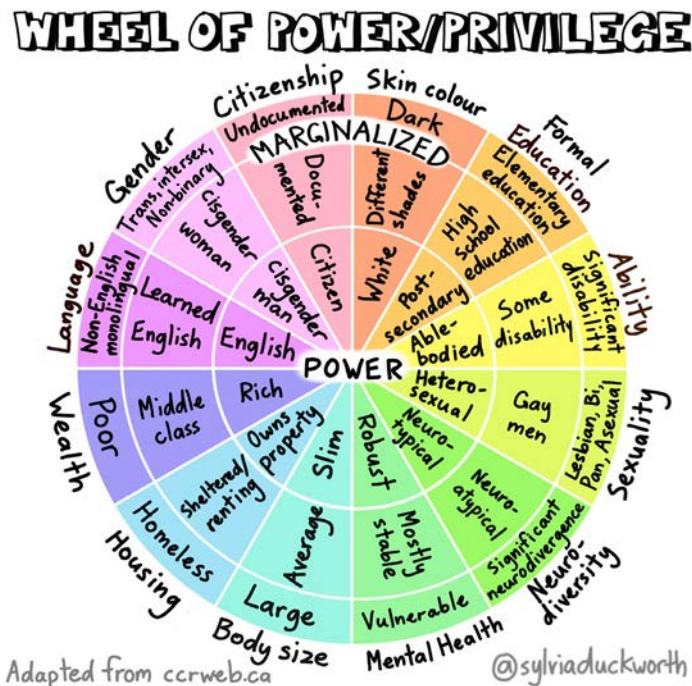 WHEEL OF POWER/PRIVILEGE
Citizenship
Undocumented
Docu-
mented
Citizen
Skin colour
Dark
Different
shades
White
Formal
Education
Elementary
education
High
school
education
Post-
secondary
Ability
Significant
disability
Some
disability
Able-
bodied
Sexuality
Lesbian, Bi,
Pan, Asexual
Gay
men
Hetero-
sexual
Neuro-
diversity
Significant
neurodivergence
Neuro-
atypical
Neuro-
typical
Mental Health
Vulnerable
Mostly
stable
Robust
Body size
Large
Average
Slim
Housing
Homeless
Sheltered/
renting
Owns
property
Wealth
Poor
Middle
class
Rich
Language
Non-English
monolingual
Learned
English
English
Gender
Trans, intersex,
Non-binary
Cisgender
woman
Cisgender
man
MARGINALIZED
POWER
Adapted from ccrweb.ca
@sylviaduckworth